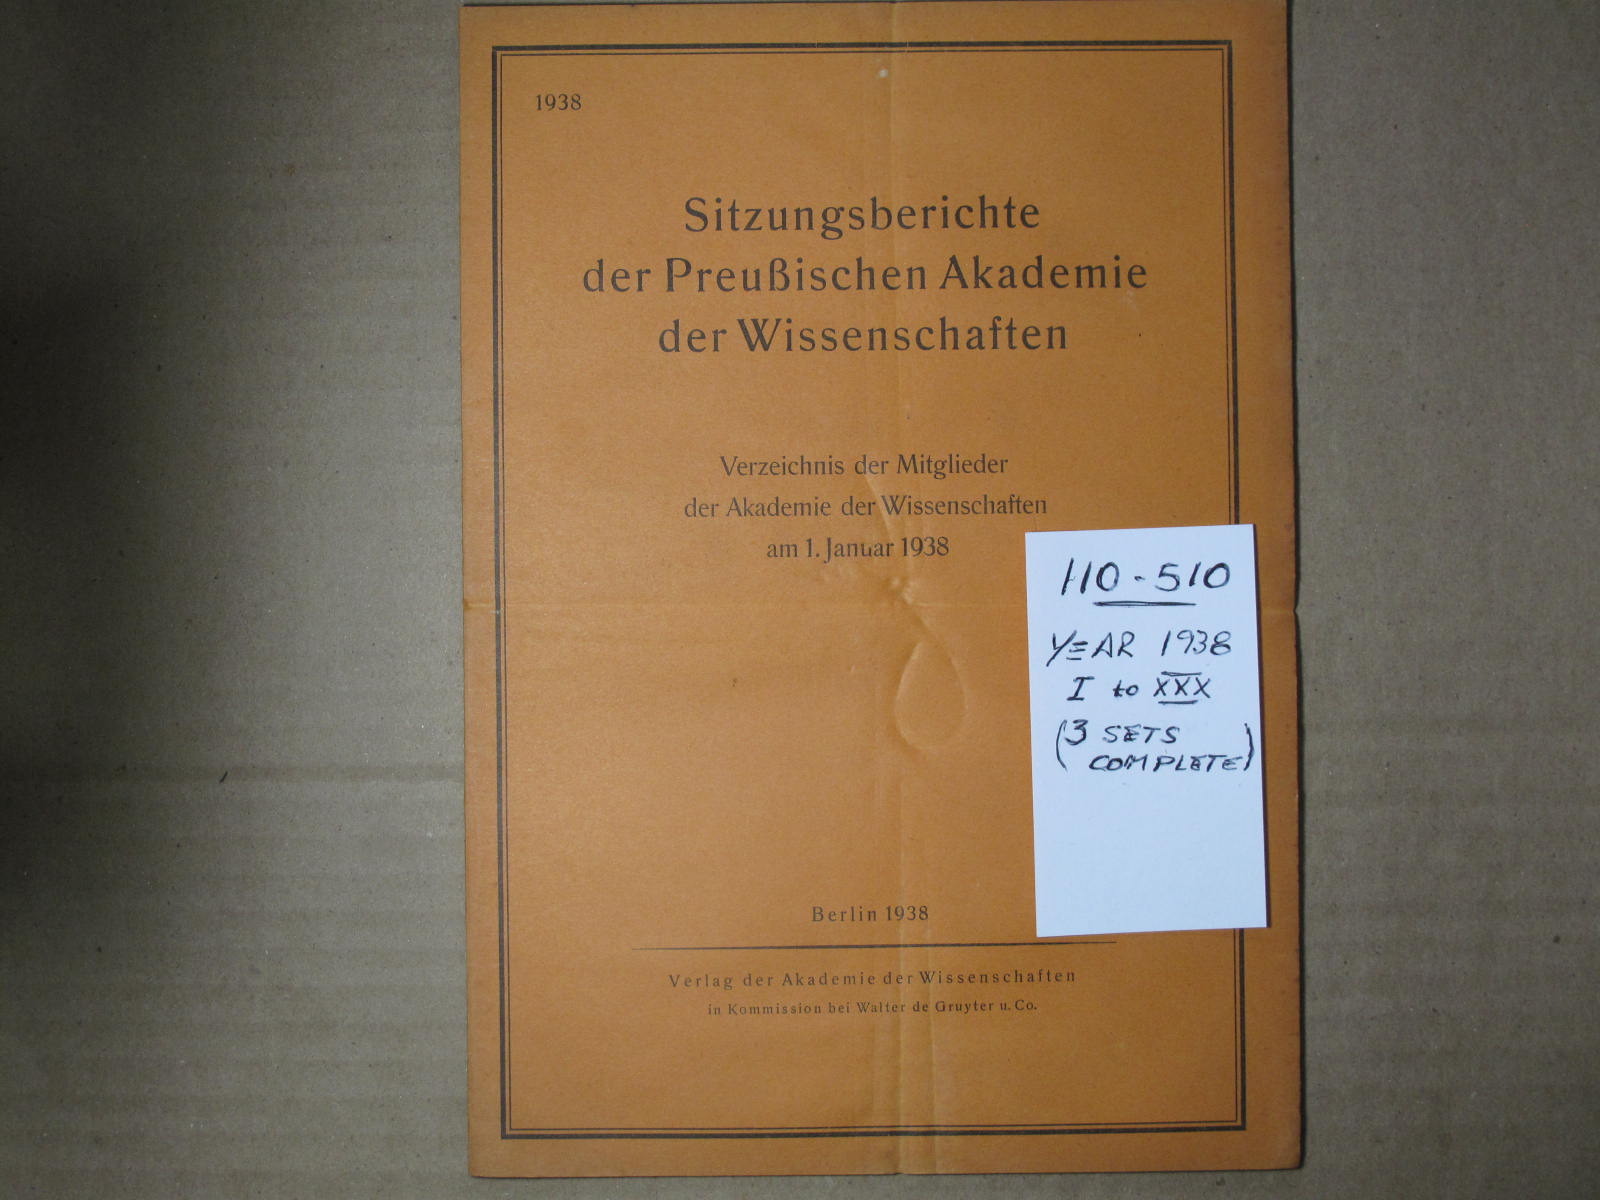 1938
Sitzungsberichte
der Preußischen Akademie
der Wissenschaften
Verzeichnis der Mitglieder
der Akademie der Wissenschaften
am 1. Januar 1938
110-510
YEAR 1938
I to XXX
(3 SETS
COMPLETE)
Berlin 1938
Verlag der Akademie der Wissenschaften
in Kommission bei Walter de Gruyter u. Co.